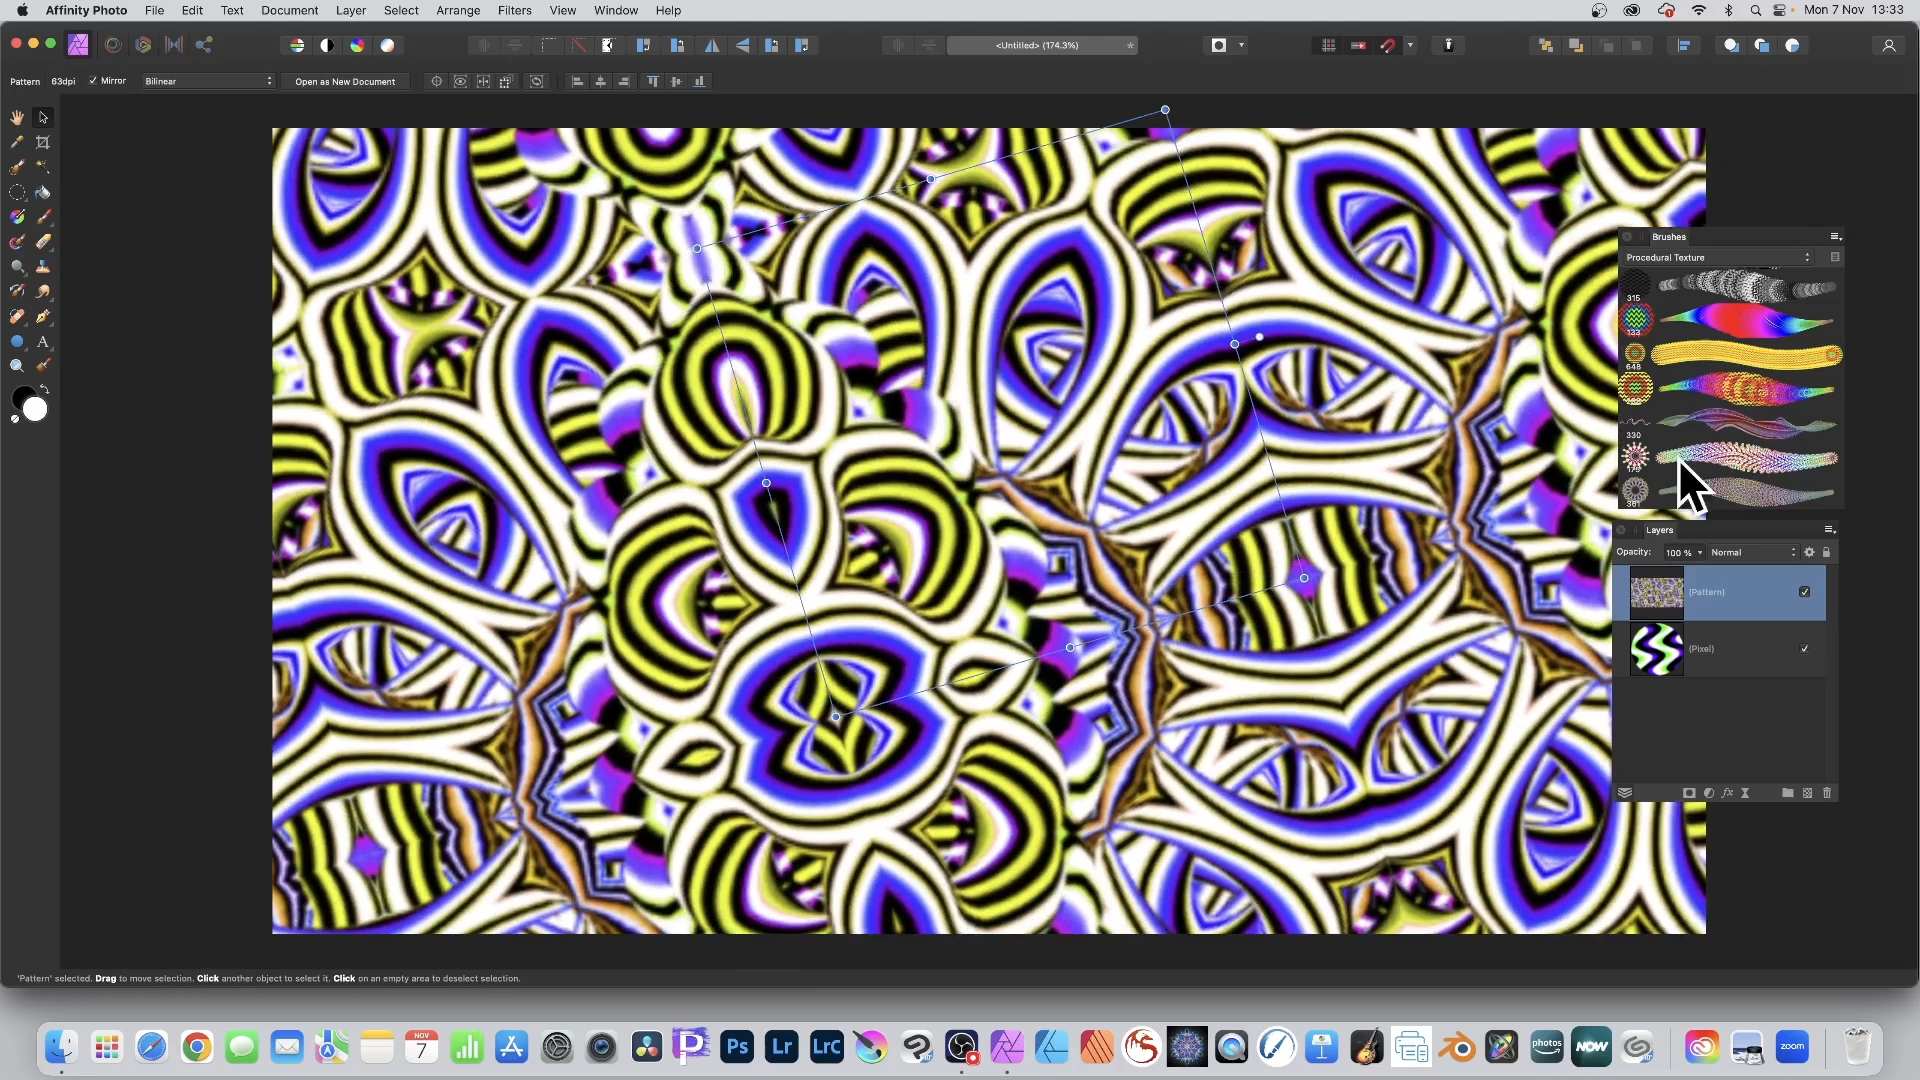 Affinity Photo File Edit Text Document Layer Select Arrange Filters View Window Help Mon 7 Nov 13:33
<Untitled> (174.3%) *
Pattern 63dpi Mirror Bilinear Open as New Document
Brushes
Procedural Texture
315
133
648
330
361
Layers
Opacity: 100 % Normal
(Pattern)
(Pixel)
'Pattern' selected. Drag to move selection. Click another object to select it. Click on an empty area to deselect selection.
NOV
7
Ps
Lr
LrC
photos
NOW
zoom